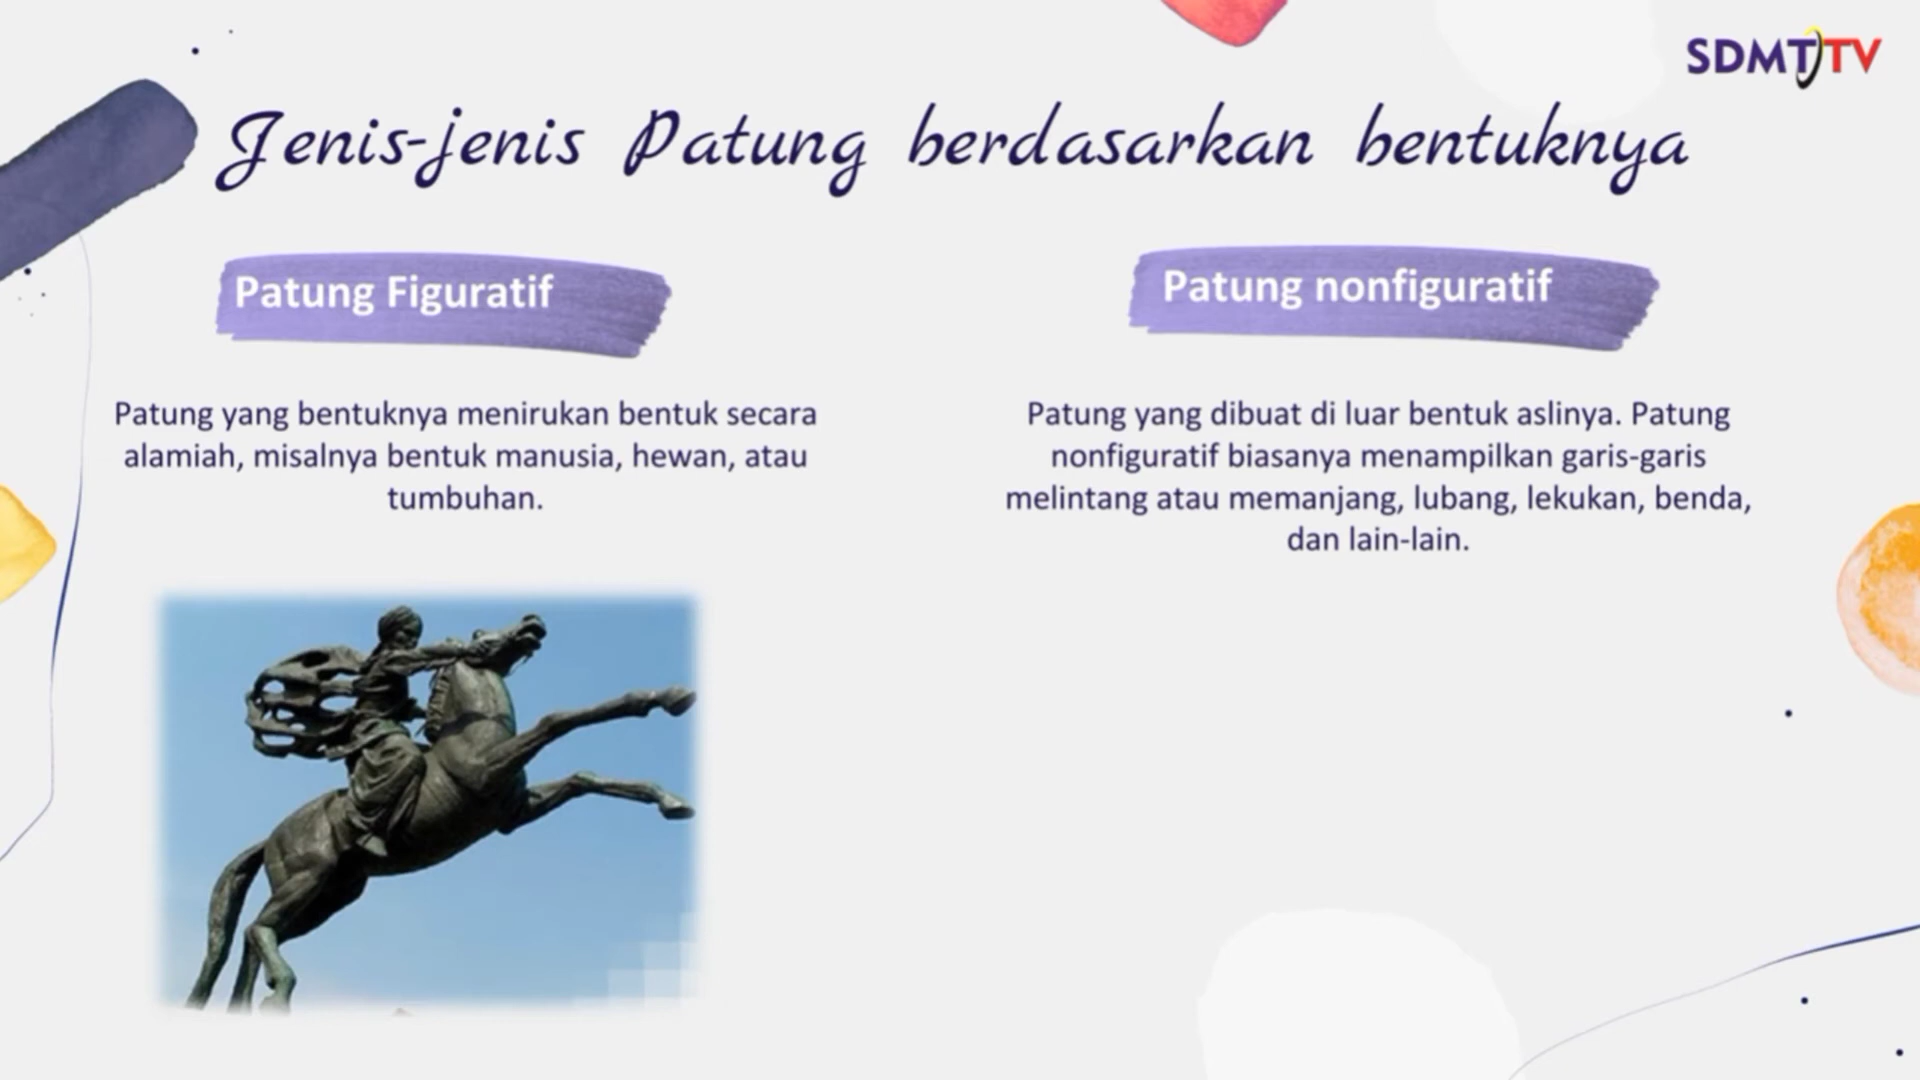 SDMT TV
Jenis-jenis Patung berdasarkan bentuknya
Patung Figuratif
Patung yang bentuknya menirukan bentuk secara
alamiah, misalnya bentuk manusia, hewan, atau
tumbuhan.
Patung nonfiguratif
Patung yang dibuat di luar bentuk aslinya. Patung
nonfiguratif biasanya menampilkan garis-garis
melintang atau memanjang, lubang, lekukan, benda,
dan lain-lain.